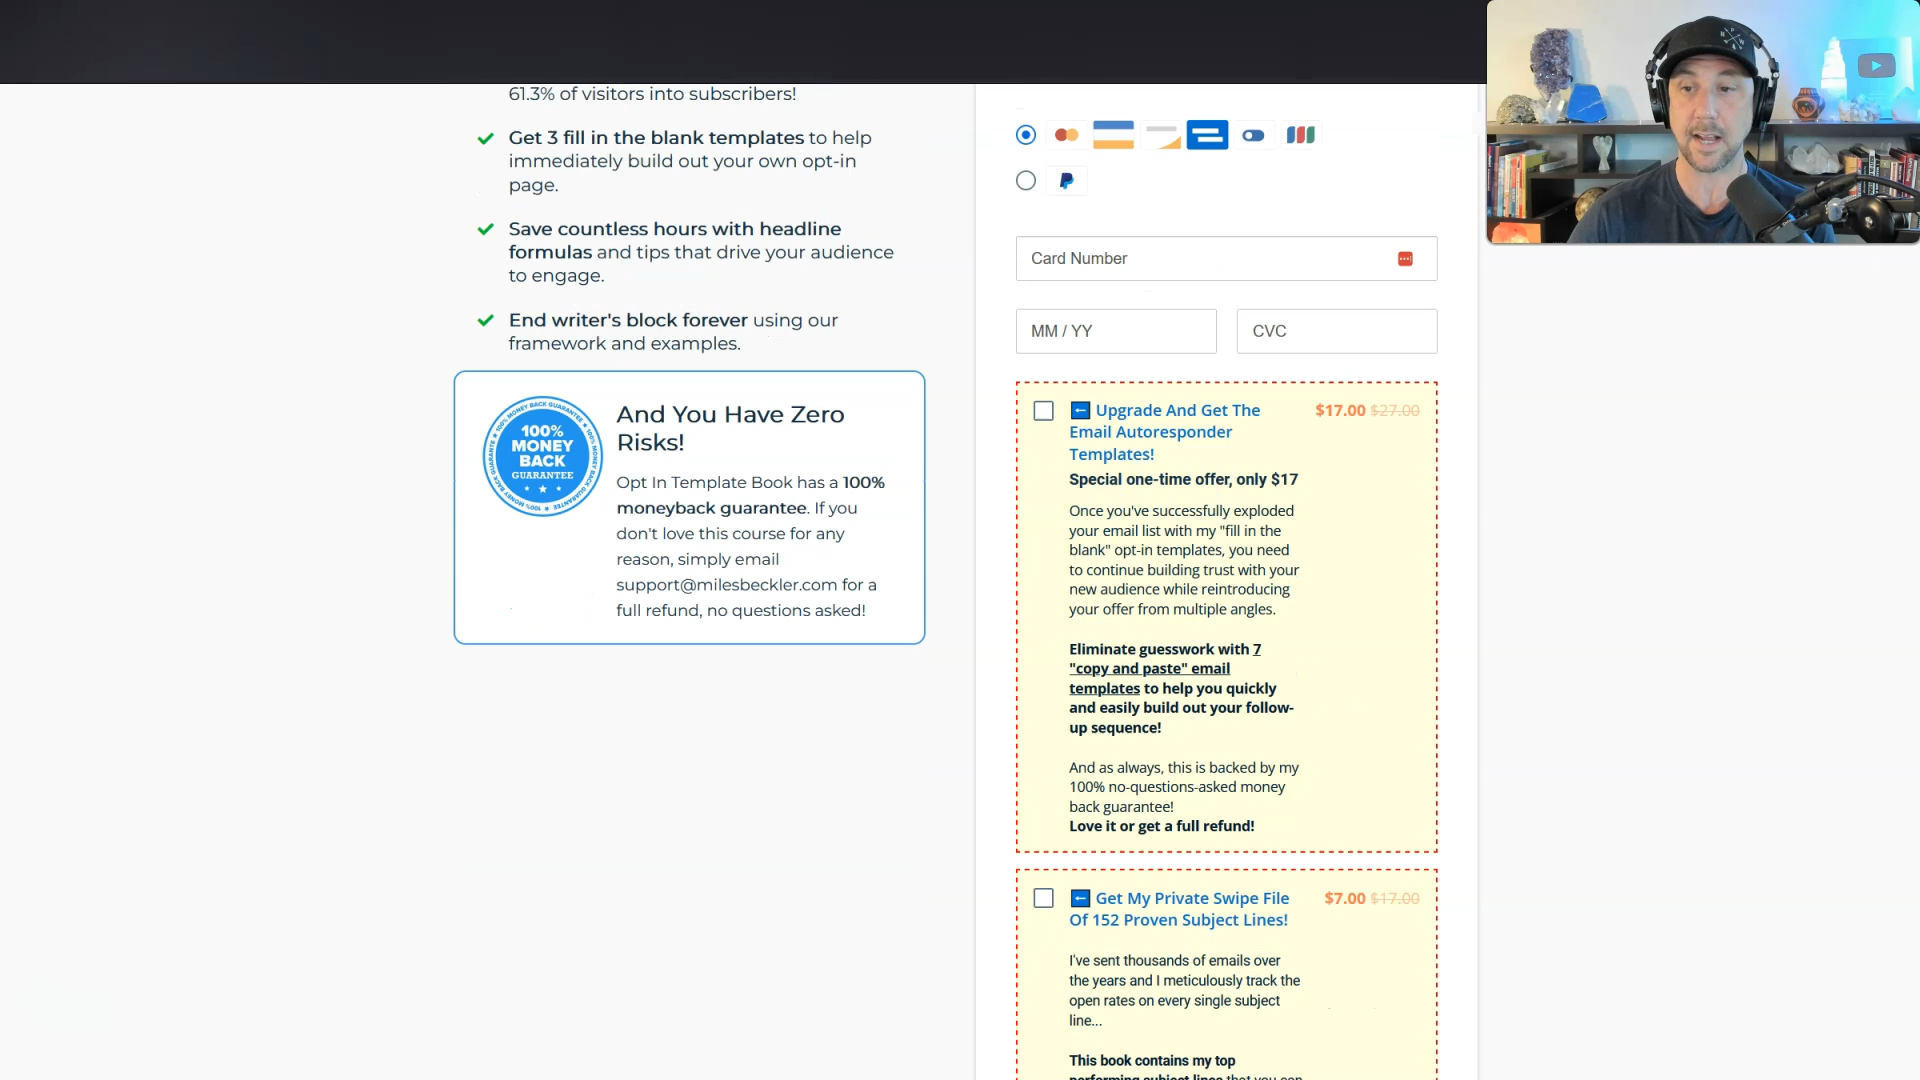 61.3% of visitors into subscribers!
Get 3 fill in the blank templates to help
immediately build out your own opt-in
page.
Save countless hours with headline
formulas and tips that drive your audience
to engage.
End writer's block forever using our
framework and examples.
100%
MONEY
BACK
GUARANTEE
And You Have Zero
Risks!
Opt In Template Book has a 100%
moneyback guarantee. If you
don't love this course for any
reason, simply email
support@milesbeckler.com for a
full refund, no questions asked!
Card Number
MM / YY
CVC
Upgrade And Get The
Email Autoresponder
Templates!
$17.00 $27.00
Special one-time offer, only $17
Once you've successfully exploded
your email list with my "fill in the
blank" opt-in templates, you need
to continue building trust with your
new audience while reintroducing
your offer from multiple angles.
Eliminate guesswork with 7
"copy and paste" email
templates to help you quickly
and easily build out your follow-
up sequence!
And as always, this is backed by my
100% no-questions-asked money
back guarantee!
Love it or get a full refund!
Get My Private Swipe File
Of 152 Proven Subject Lines!
$7.00 $17.00
I've sent thousands of emails over
the years and I meticulously track the
open rates on every single subject
line...
This book contains my top
performing subject lines that you can